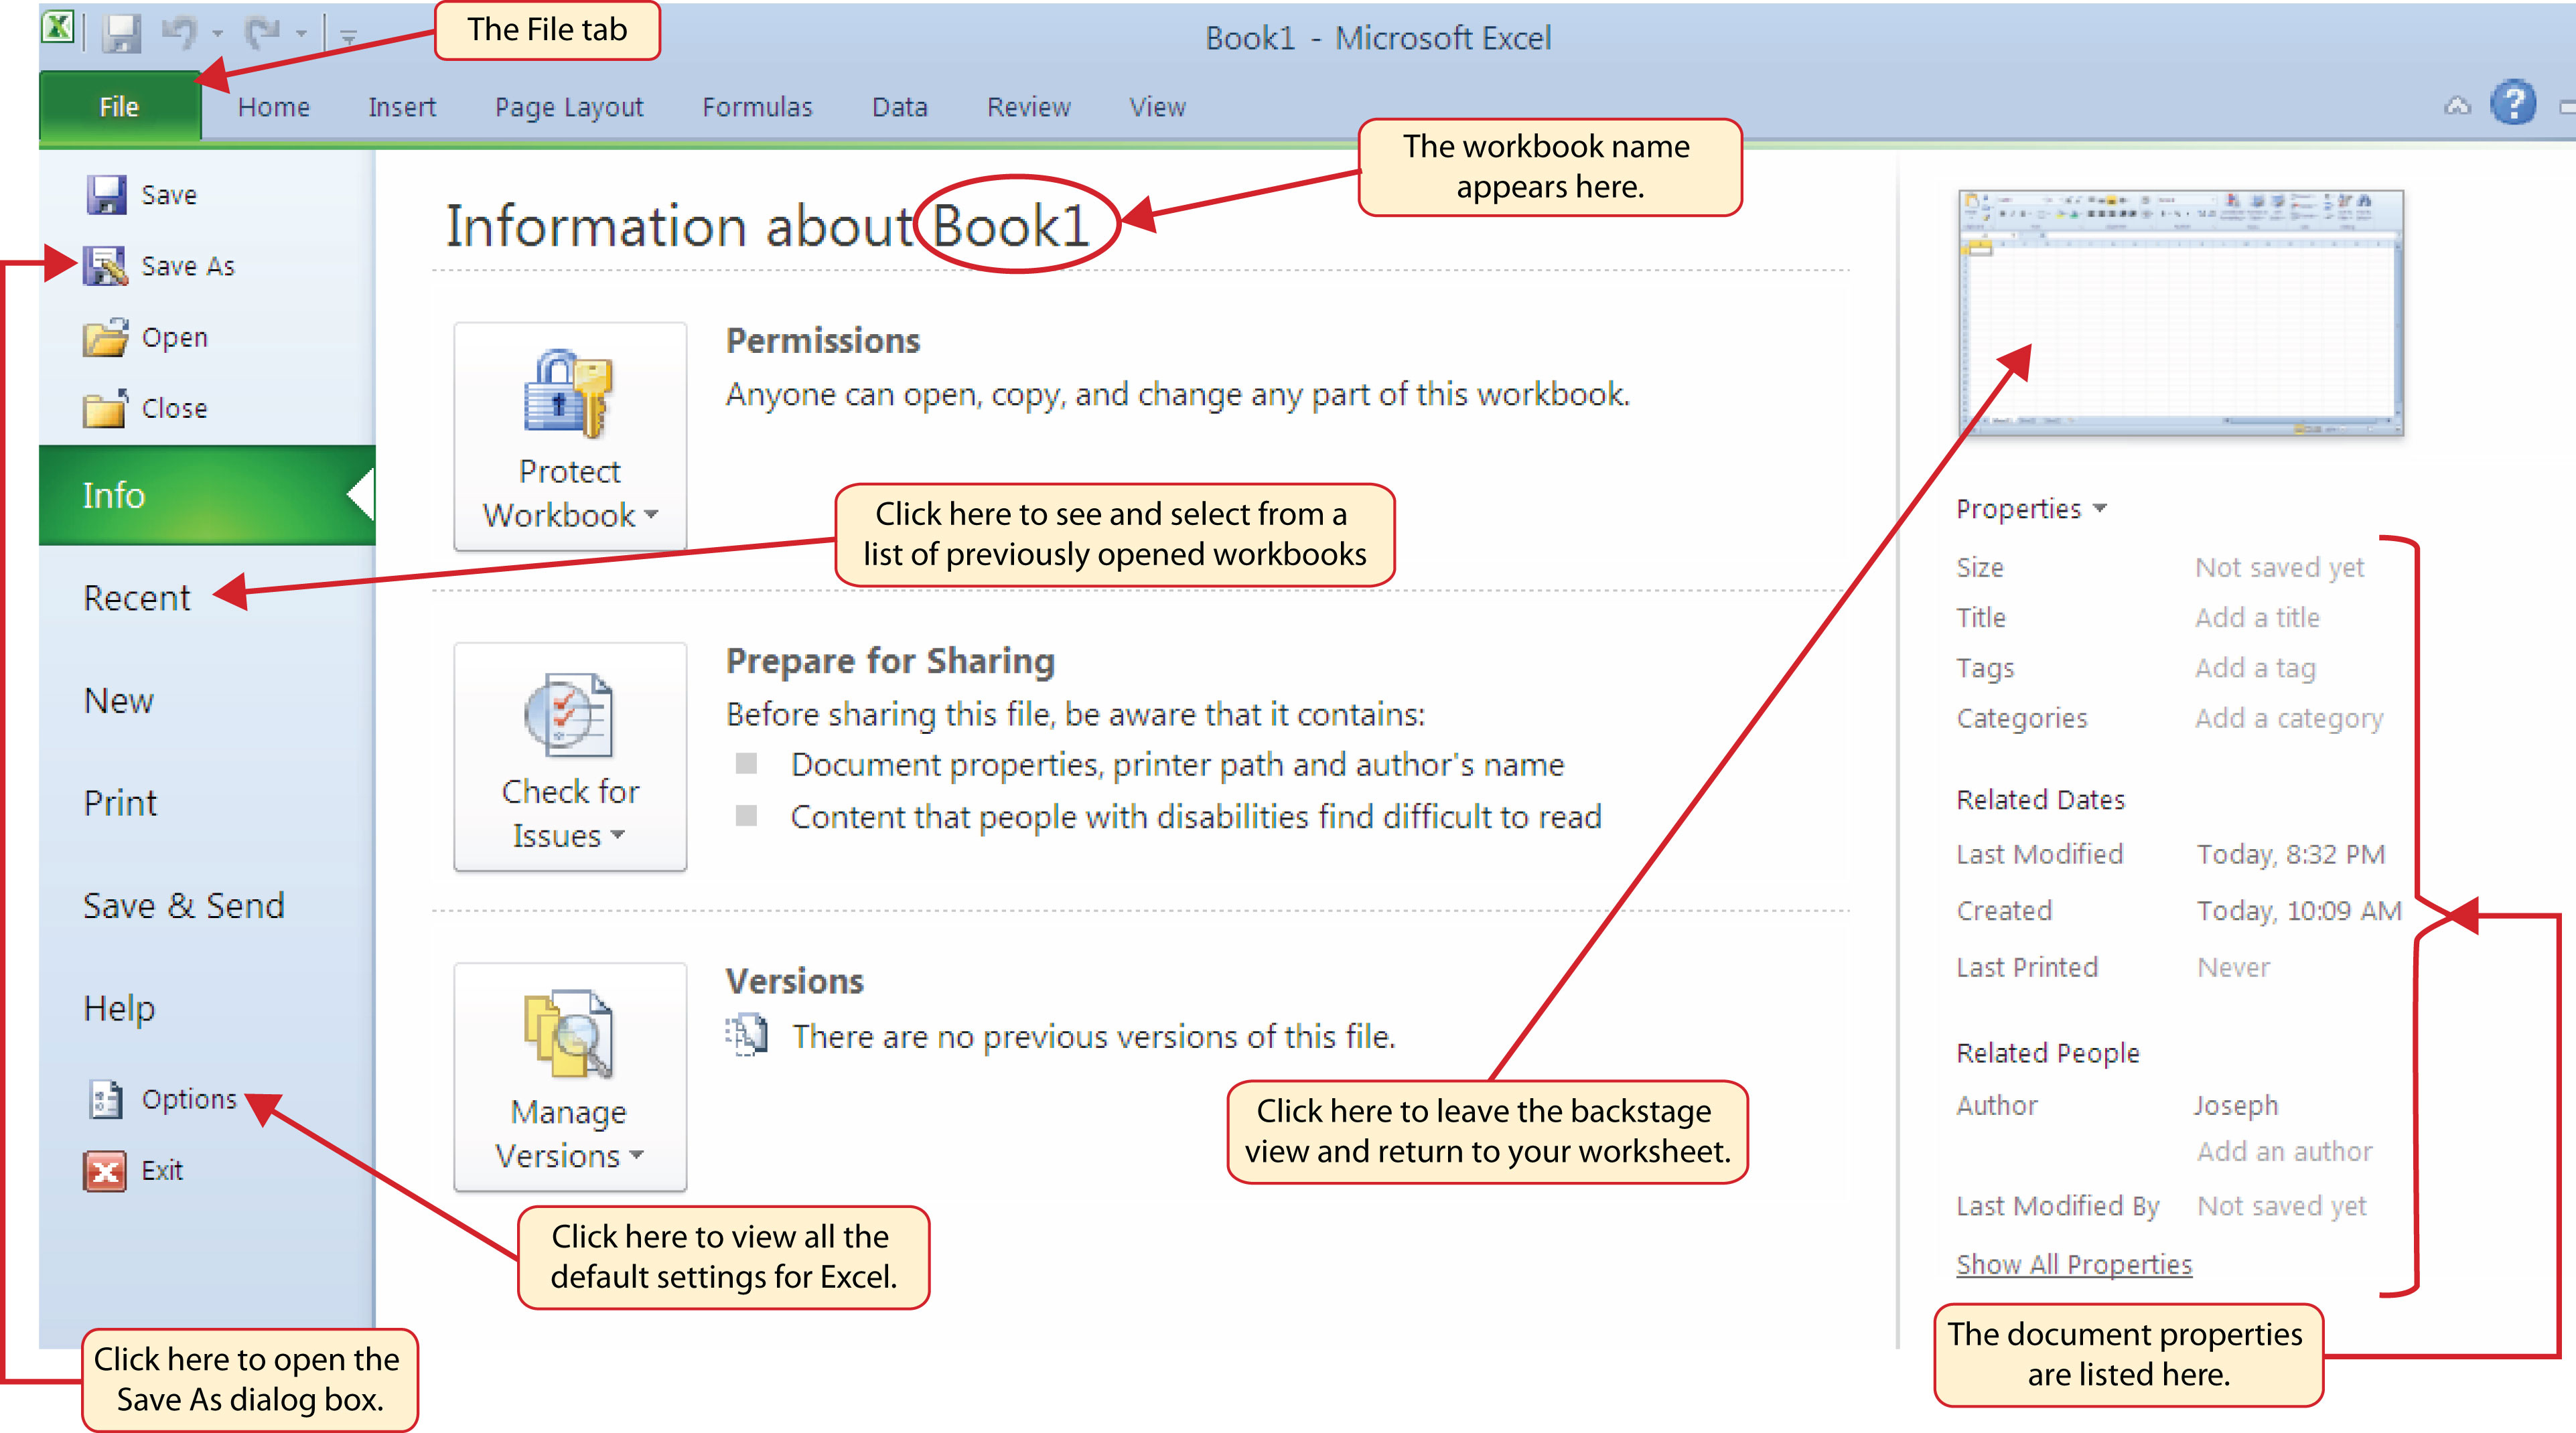 The File tab
Book1 - Microsoft Excel
File Home Insert Page Layout Formulas Data Review View
?
The workbook name
appears here.
Save
Save As
Open
Close
Info
Recent
New
Print
Save & Send
Help
Options
Exit
Information about Book1
Protect
Workbook
Permissions
Anyone can open, copy, and change any part of this workbook.
Click here to see and select from a
list of previously opened workbooks
Check for
Issues
Prepare for Sharing
Before sharing this file, be aware that it contains:
Document properties, printer path and author's name
Content that people with disabilities find difficult to read
Manage
Versions
Versions
There are no previous versions of this file.
Click here to leave the backstage
view and return to your worksheet.
Click here to view all the
default settings for Excel.
Click here to open the
Save As dialog box.
Properties
Size Not saved yet
Title Add a title
Tags Add a tag
Categories Add a category
Related Dates
Last Modified Today, 8:32 PM
Created Today, 10:09 AM
Last Printed Never
Related People
Author Joseph
Add an author
Last Modified By Not saved yet
Show All Properties
The document properties
are listed here.